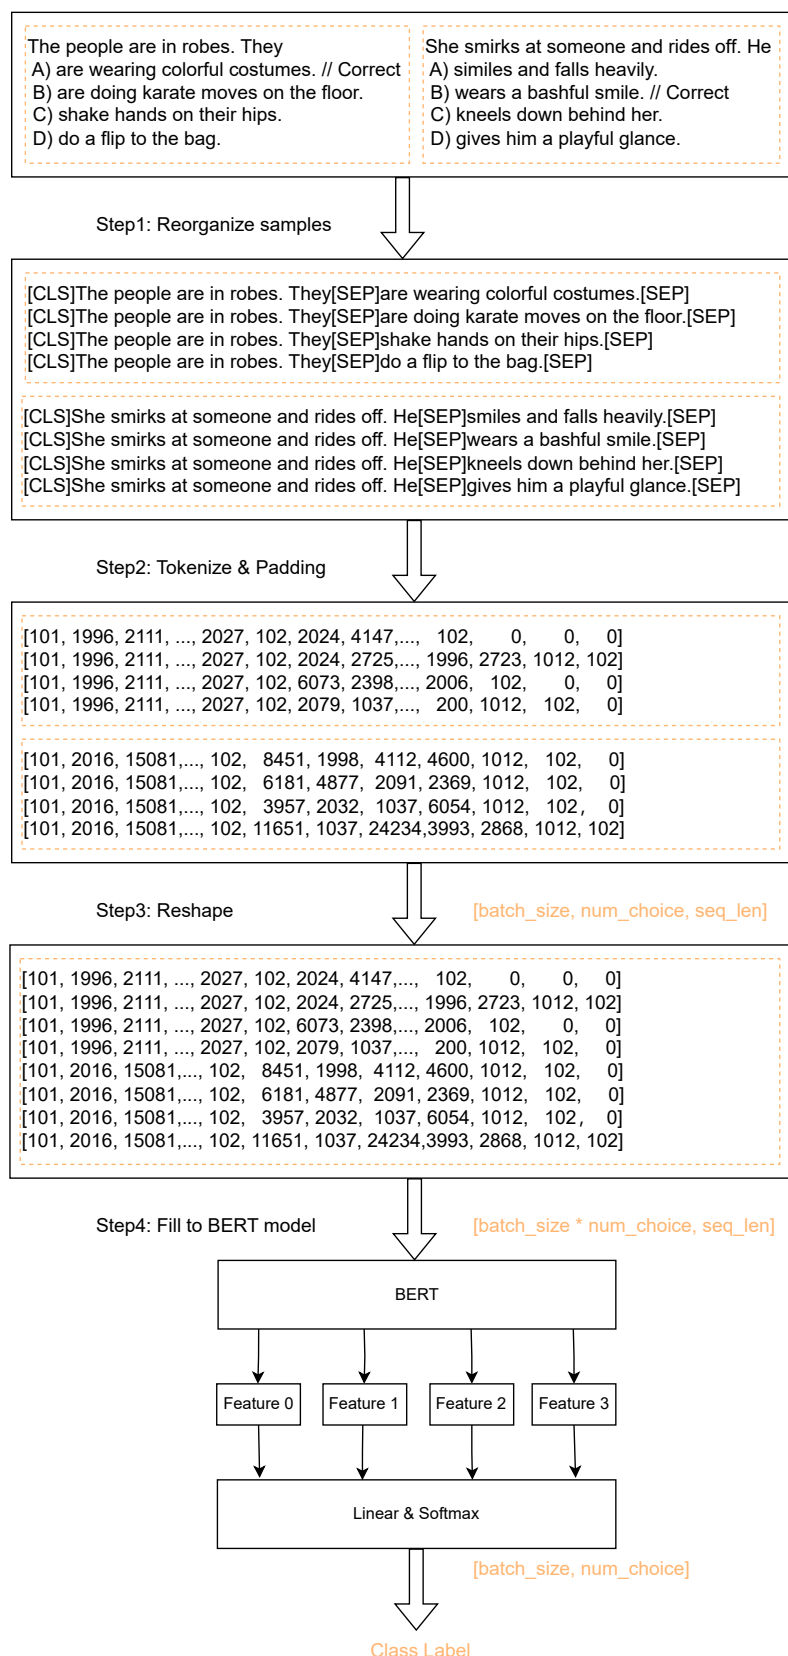 The people are in robes. They
A) are wearing colorful costumes. // Correct
B) are doing karate moves on the floor.
C) shake hands on their hips.
D) do a flip to the bag.
She smirks at someone and rides off. He
A) similes and falls heavily.
B) wears a bashful smile. // Correct
C) kneels down behind her.
D) gives him a playful glance.
Step1: Reorganize samples
[CLS]The people are in robes. They[SEP]are wearing colorful costumes.[SEP]
[CLS]The people are in robes. They[SEP]are doing karate moves on the floor.[SEP]
[CLS]The people are in robes. They[SEP]shake hands on their hips.[SEP]
[CLS]The people are in robes. They[SEP]do a flip to the bag.[SEP]
[CLS]She smirks at someone and rides off. He[SEP]smiles and falls heavily.[SEP]
[CLS]She smirks at someone and rides off. He[SEP]wears a bashful smile.[SEP]
[CLS]She smirks at someone and rides off. He[SEP]kneels down behind her.[SEP]
[CLS]She smirks at someone and rides off. He[SEP]gives him a playful glance.[SEP]
Step2: Tokenize & Padding
[101, 1996, 2111, ..., 2027, 102, 2024, 4147,..., 102, 0, 0, 0]
[101, 1996, 2111, ..., 2027, 102, 2024, 2725,..., 1996, 2723, 1012, 102]
[101, 1996, 2111, ..., 2027, 102, 6073, 2398,..., 2006, 102, 0, 0]
[101, 1996, 2111, ..., 2027, 102, 2079, 1037,..., 200, 1012, 102, 0]
[101, 2016, 15081,..., 102, 8451, 1998, 4112, 4600, 1012, 102, 0]
[101, 2016, 15081,..., 102, 6181, 4877, 2091, 2369, 1012, 102, 0]
[101, 2016, 15081,..., 102, 3957, 2032, 1037, 6054, 1012, 102, 0]
[101, 2016, 15081,..., 102, 11651, 1037, 24234,3993, 2868, 1012, 102]
Step3: Reshape
[batch_size, num_choice, seq_len]
[101, 1996, 2111, ..., 2027, 102, 2024, 4147,..., 102, 0, 0, 0]
[101, 1996, 2111, ..., 2027, 102, 2024, 2725,..., 1996, 2723, 1012, 102]
[101, 1996, 2111, ..., 2027, 102, 6073, 2398,..., 2006, 102, 0, 0]
[101, 1996, 2111, ..., 2027, 102, 2079, 1037,..., 200, 1012, 102, 0]
[101, 2016, 15081,..., 102, 8451, 1998, 4112, 4600, 1012, 102, 0]
[101, 2016, 15081,..., 102, 6181, 4877, 2091, 2369, 1012, 102, 0]
[101, 2016, 15081,..., 102, 3957, 2032, 1037, 6054, 1012, 102, 0]
[101, 2016, 15081,..., 102, 11651, 1037, 24234,3993, 2868, 1012, 102]
Step4: Fill to BERT model
[batch_size * num_choice, seq_len]
BERT
Feature 0
Feature 1
Feature 2
Feature 3
Linear & Softmax
[batch_size, num_choice]
Class Label